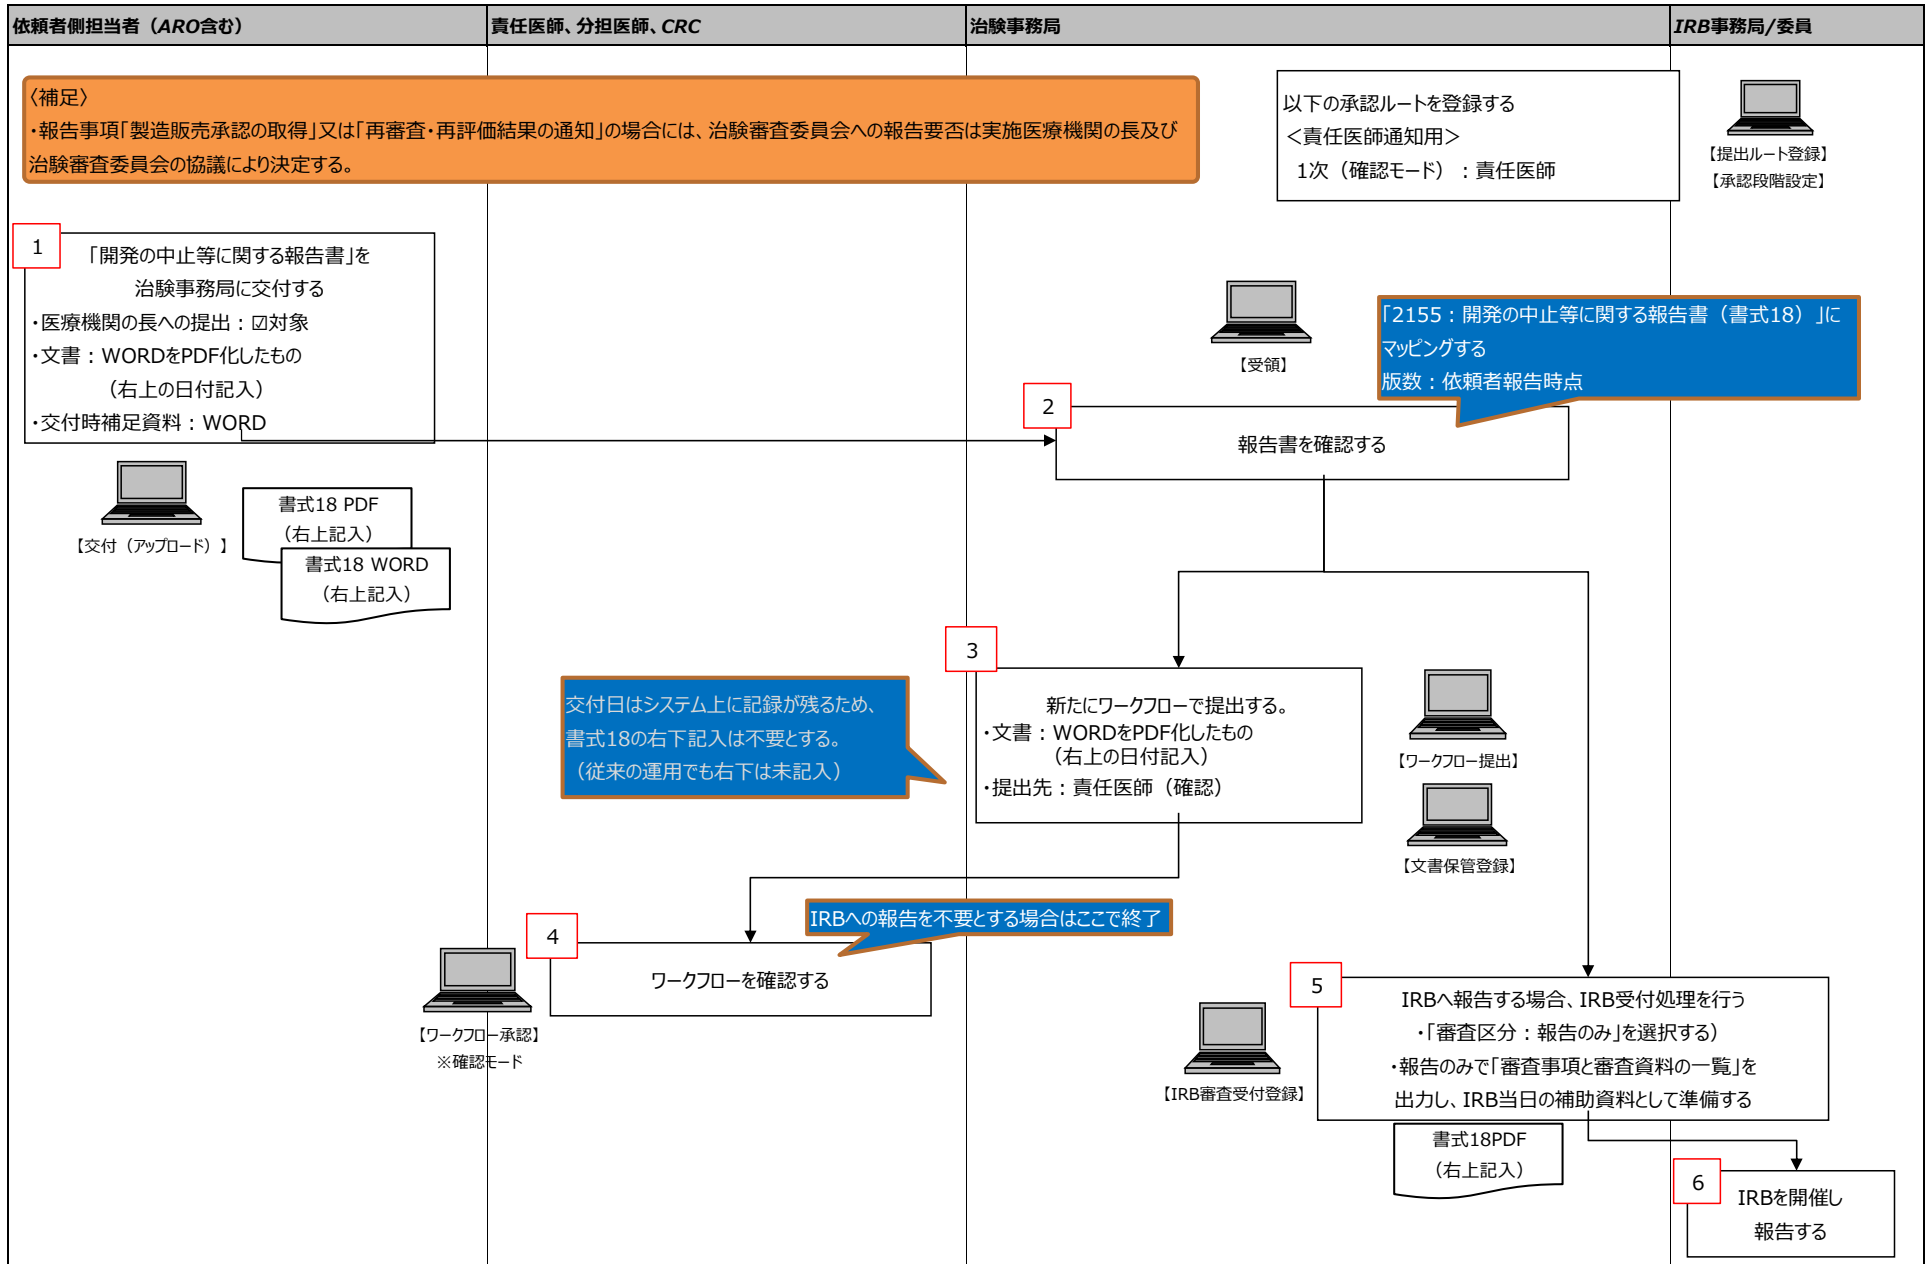 依頼者側担当者（ARO含む）
責任医師、分担医師、CRC
治験事務局
IRB事務局/委員
〈補足〉
・報告事項「製造販売承認の取得」又は「再審査・再評価結果の通知」の場合には、治験審査委員会への報告要否は実施医療機関の長及び
治験審査委員会の協議により決定する。
以下の承認ルートを登録する
＜責任医師通知用＞
1次（確認モード）：責任医師
【提出ルート登録】
【承認段階設定】
1
「開発の中止等に関する報告書」を
治験事務局に交付する
・医療機関の長への提出：☑対象
・文書：WORDをPDF化したもの
（右上の日付記入）
・交付時補足資料：WORD
【交付（アップロード）】
書式18 PDF
（右上記入）
書式18 WORD
（右上記入）
【受領】
「2155：開発の中止等に関する報告書（書式18）」に
マッピングする
版数：依頼者報告時点
2
報告書を確認する
3
新たにワークフローで提出する。
・文書：WORDをPDF化したもの
（右上の日付記入）
・提出先：責任医師（確認）
交付日はシステム上に記録が残るため、
書式18の右下記入は不要とする。
（従来の運用でも右下は未記入）
【ワークフロー提出】
【文書保管登録】
IRBへの報告を不要とする場合はここで終了
4
ワークフローを確認する
【ワークフロー承認】
※確認モード
5
IRBへ報告する場合、IRB受付処理を行う
・「審査区分：報告のみ」を選択する）
・報告のみで「審査事項と審査資料の一覧」を
出力し、IRB当日の補助資料として準備する
【IRB審査受付登録】
書式18PDF
（右上記入）
6
IRBを開催し
報告する